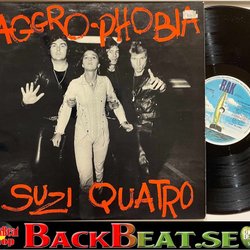 AGGRO-PHOBIA
RAK
SUZI QUATRO
BACKBEAT.SE